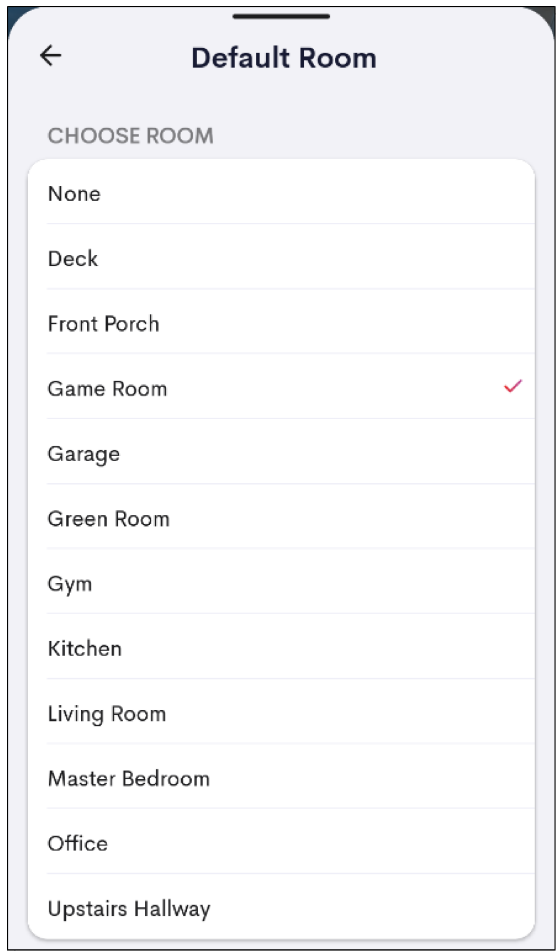 Default Room
CHOOSE ROOM
None
Deck
Front Porch
Game Room
Garage
Green Room
Gym
Kitchen
Living Room
Master Bedroom
Office
Upstairs Hallway